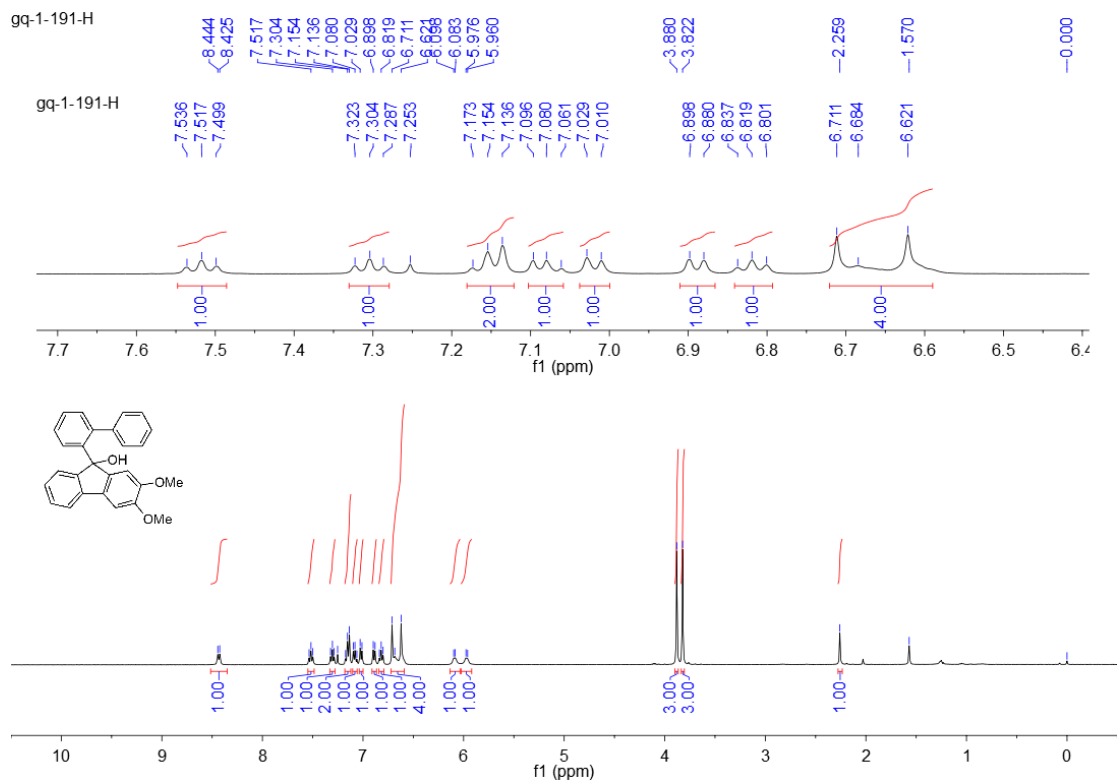 gq-1-191-H
8.444 8.425 7.517 7.304 7.154 7.136 7.080 7.029 6.898 6.819 6.711 6.621 6.098 6.083 5.976 5.960 3.880 3.822 2.259 1.570 0.000
gq-1-191-H
7.536 7.517 7.499 7.323 7.304 7.287 7.253 7.173 7.154 7.136 7.096 7.080 7.061 7.029 7.010 6.898 6.880 6.837 6.819 6.801 6.711 6.684 6.621
1.00 1.00 2.00 1.00 1.00 1.00 1.00 4.00
7.7 7.6 7.5 7.4 7.3 7.2 7.1 7.0 6.9 6.8 6.7 6.6 6.5 6.4
f1 (ppm)
OH
OMe
OMe
1.00 1.00 1.00 2.00 1.00 1.00 1.00 1.00 4.00 1.00 1.00 3.00 3.00 1.00
10 9 8 7 6 5 4 3 2 1 0
f1 (ppm)